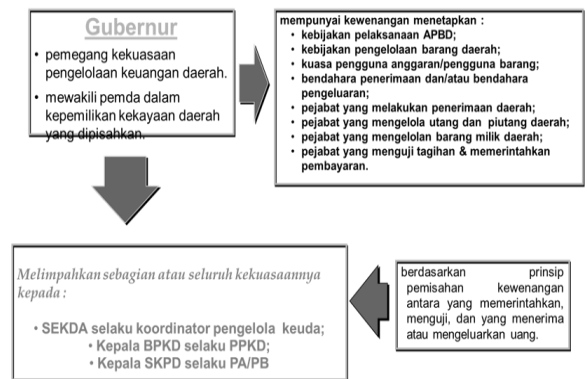 Gubernur
• pemegang kekuasaan
pengelolaan keuangan daerah.
• mewakili pemda dalam
kepemilikan kekayaan daerah
yang dipisahkan.
mempunyai kewenangan menetapkan :
• kebijakan pelaksanaan APBD;
• kebijakan pengelolaan barang daerah;
• kuasa pengguna anggaran/pengguna barang;
• bendahara penerimaan dan/atau bendahara
pengeluaran;
• pejabat yang melakukan penerimaan daerah;
• pejabat yang mengelola utang dan piutang daerah;
• pejabat yang mengelolan barang milik daerah;
• pejabat yang menguji tagihan & memerintahkan
pembayaran.
Melimpahkan sebagian atau seluruh kekuasaannya
kepada :
• SEKDA selaku koordinator pengelola keuda;
• Kepala BPKD selaku PPKD;
• Kepala SKPD selaku PA/PB
berdasarkan prinsip
pemisahan kewenangan
antara yang memerintahkan,
menguji, dan yang menerima
atau mengeluarkan uang.